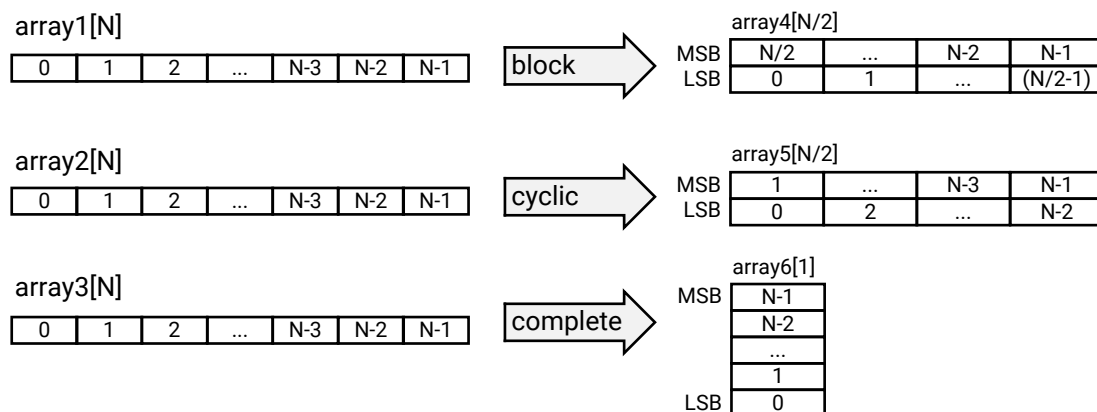 array1[N]
0 1 2 ... N-3 N-2 N-1
block
array4[N/2]
MSB N/2 ... N-2 N-1
LSB 0 1 ... (N/2-1)
array2[N]
0 1 2 ... N-3 N-2 N-1
cyclic
array5[N/2]
MSB 1 ... N-3 N-1
LSB 0 2 ... N-2
array3[N]
0 1 2 ... N-3 N-2 N-1
complete
array6[1]
MSB N-1
N-2
...
1
LSB 0